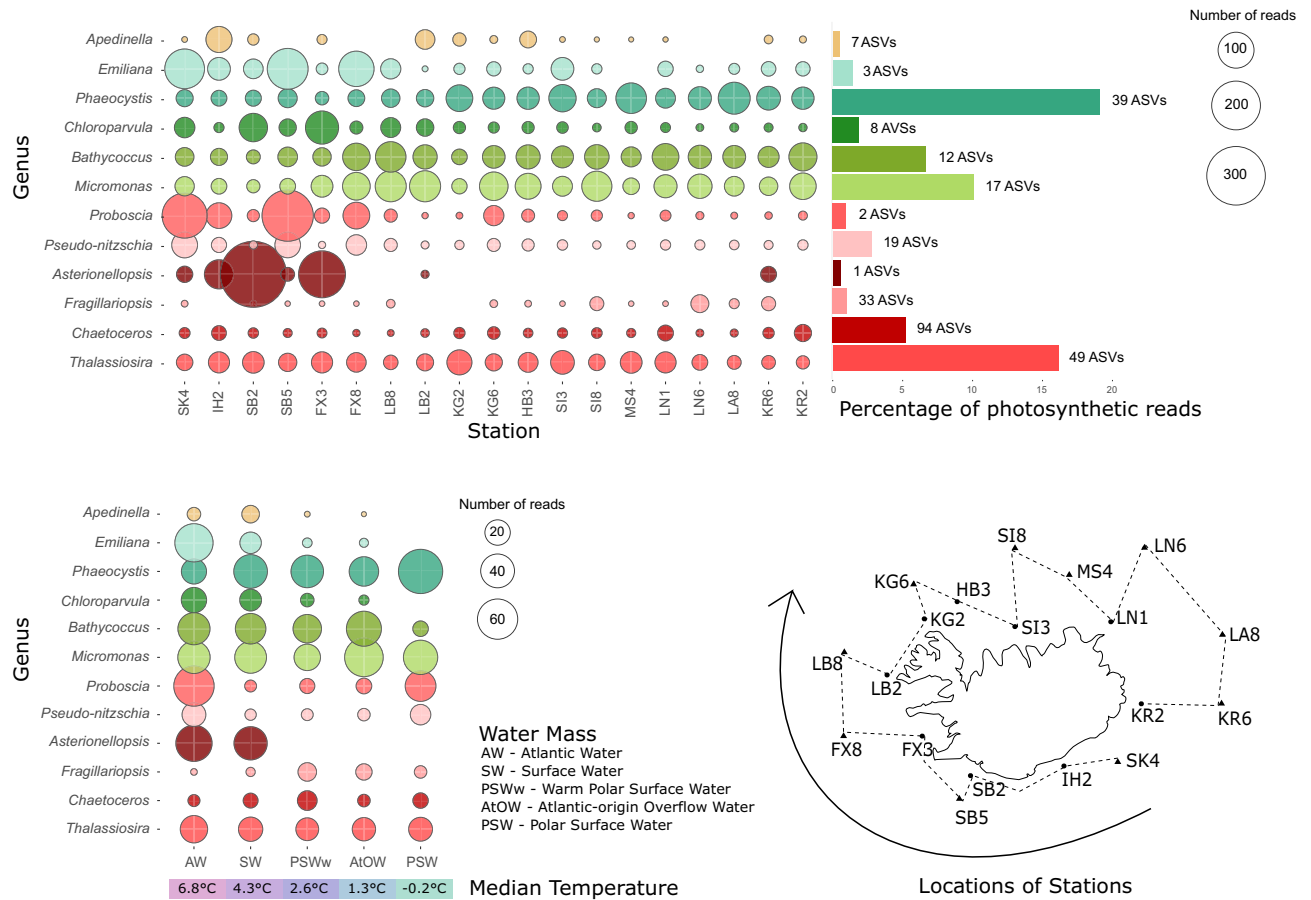 Number of reads
100
200
300
Genus
Apedinella
Emiliana
Phaeocystis
Chloroparvula
Bathycoccus
Micromonas
Proboscia
Pseudo-nitzschia
Asterionellopsis
Fragillariopsis
Chaetoceros
Thalassiosira
7 ASVs
3 ASVs
39 ASVs
8 AVSs
12 ASVs
17 ASVs
2 ASVs
19 ASVs
1 ASVs
33 ASVs
94 ASVs
49 ASVs
SK4 IH2 SB2 SB5 FX3 FX8 LB8 LB2 KG2 KG6 HB3 SI3 SI8 MS4 LN1 LN6 LA8 KR6 KR2
Station
0 5 10 15 20
Percentage of photosynthetic reads
Genus
Apedinella
Emiliana
Phaeocystis
Chloroparvula
Bathycoccus
Micromonas
Proboscia
Pseudo-nitzschia
Asterionellopsis
Fragillariopsis
Chaetoceros
Thalassiosira
AW SW PSWw AtOW PSW
6.8°C 4.3°C 2.6°C 1.3°C -0.2°C
Median Temperature
Number of reads
20
40
60
Water Mass
AW - Atlantic Water
SW - Surface Water
PSWw - Warm Polar Surface Water
AtOW - Atlantic-origin Overflow Water
PSW - Polar Surface Water
SI8
LN6
MS4
KG6
HB3
KG2
SI3
LN1
LA8
LB8
LB2
KR2
KR6
FX8
FX3
SK4
IH2
SB2
SB5
Locations of Stations